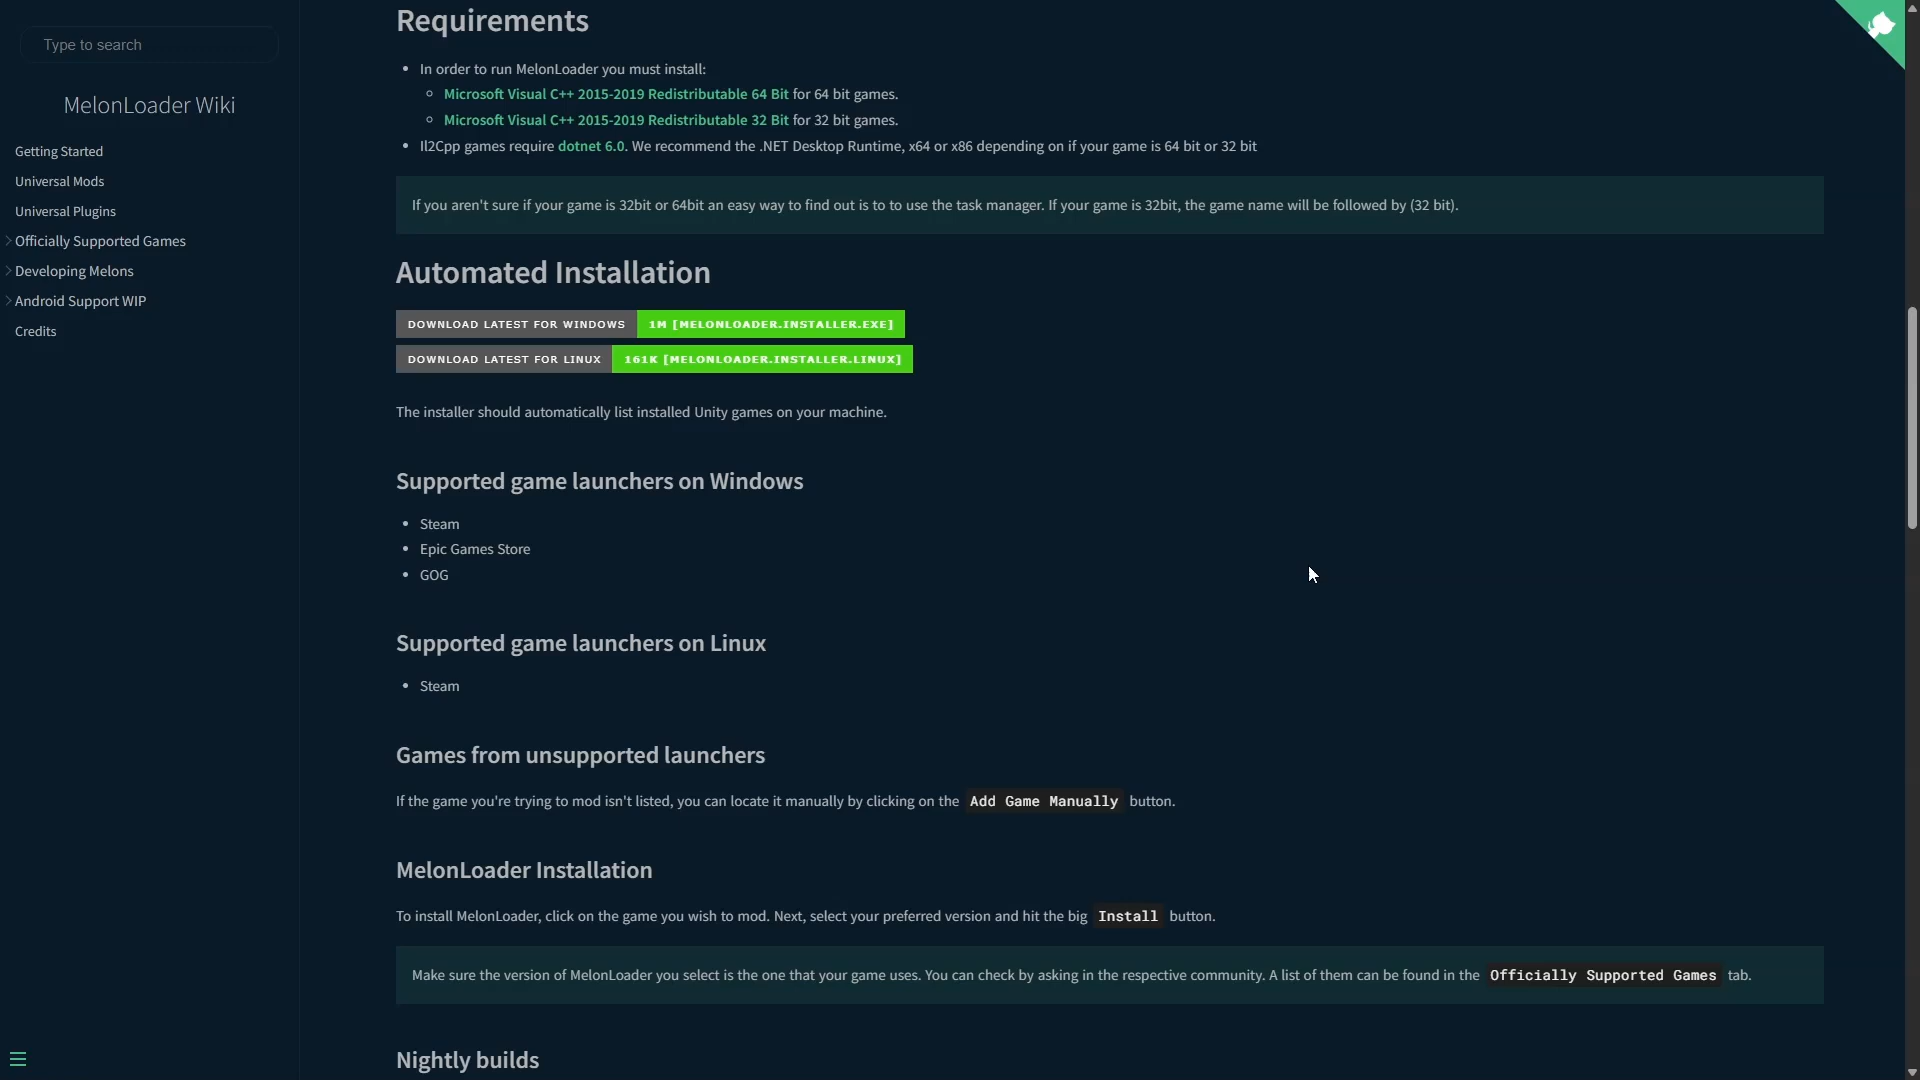 Type to search
MelonLoader Wiki
Getting Started
Universal Mods
Universal Plugins
Officially Supported Games
Developing Melons
Android Support WIP
Credits
Requirements
In order to run MelonLoader you must install:
Microsoft Visual C++ 2015-2019 Redistributable 64 Bit for 64 bit games.
Microsoft Visual C++ 2015-2019 Redistributable 32 Bit for 32 bit games.
Il2Cpp games require dotnet 6.0. We recommend the .NET Desktop Runtime, x64 or x86 depending on if your game is 64 bit or 32 bit
If you aren't sure if your game is 32bit or 64bit an easy way to find out is to to use the task manager. If your game is 32bit, the game name will be followed by (32 bit).
Automated Installation
DOWNLOAD LATEST FOR WINDOWS 1M [MELONLOADER.INSTALLER.EXE]
DOWNLOAD LATEST FOR LINUX 161K [MELONLOADER.INSTALLER.LINUX]
The installer should automatically list installed Unity games on your machine.
Supported game launchers on Windows
Steam
Epic Games Store
GOG
Supported game launchers on Linux
Steam
Games from unsupported launchers
If the game you're trying to mod isn't listed, you can locate it manually by clicking on the Add Game Manually button.
MelonLoader Installation
To install MelonLoader, click on the game you wish to mod. Next, select your preferred version and hit the big Install button.
Make sure the version of MelonLoader you select is the one that your game uses. You can check by asking in the respective community. A list of them can be found in the Officially Supported Games tab.
Nightly builds